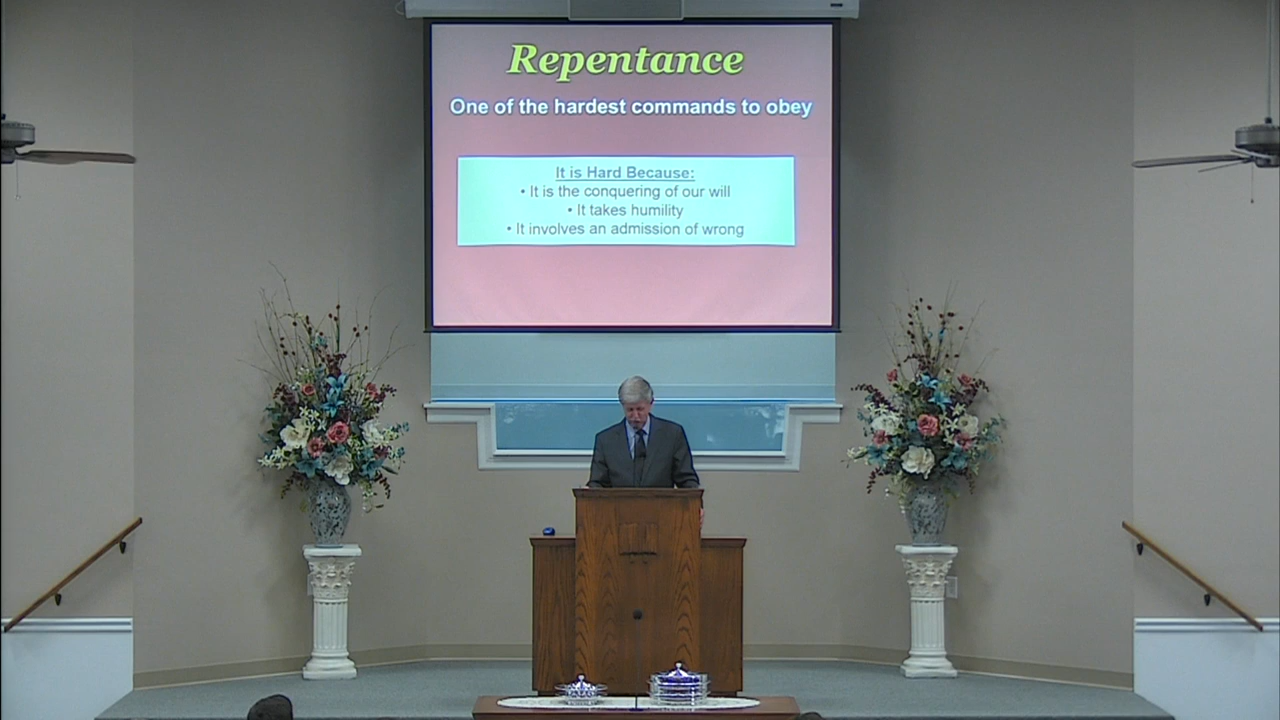 Repentance
One of the hardest commands to obey
It is Hard Because:
• It is the conquering of our will
• It takes humility
• It involves an admission of wrong